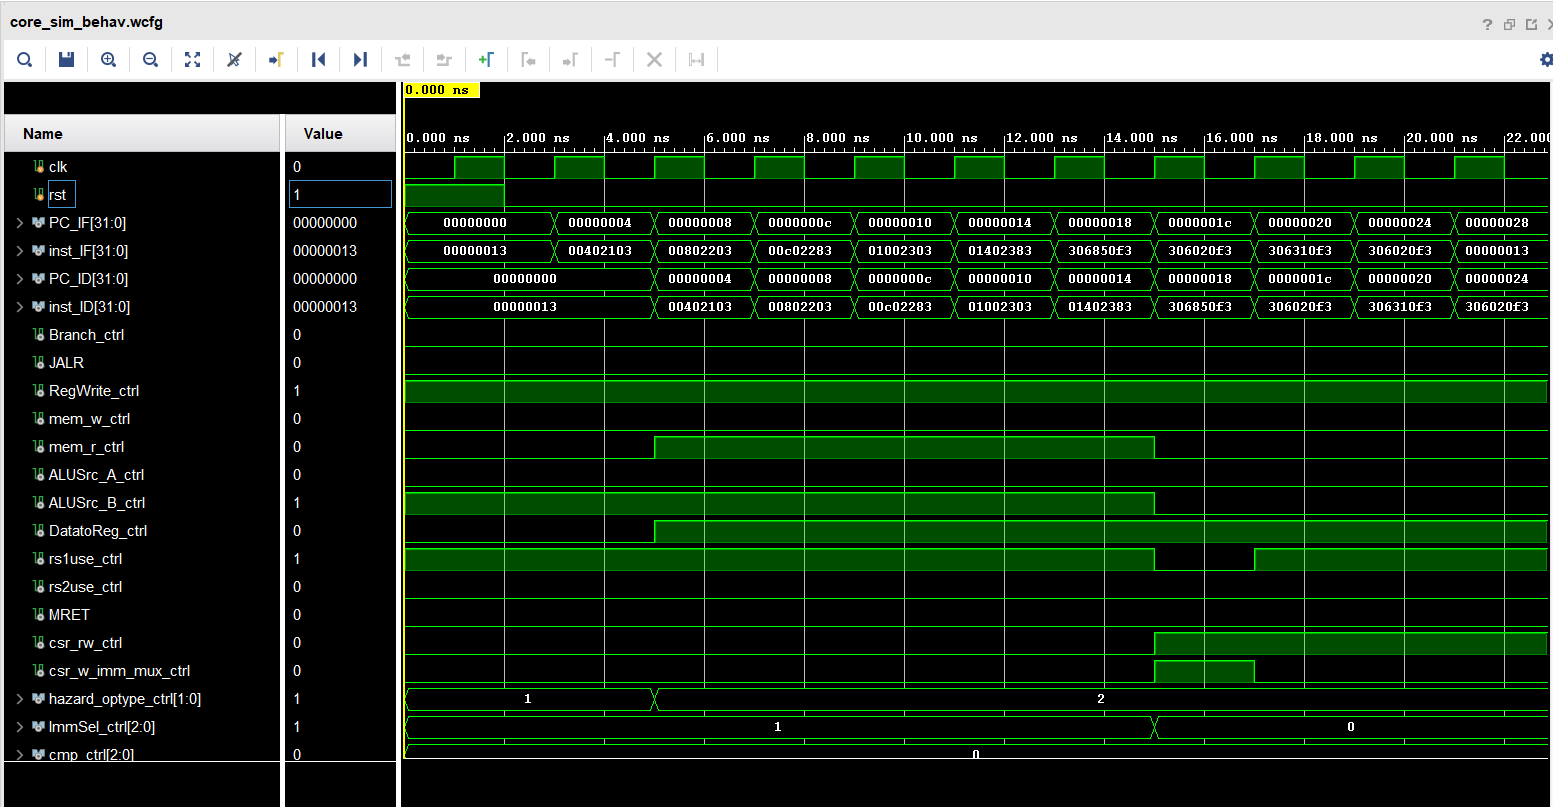 core_sim_behav.wcfg
0.000 ns
Name Value
0.000 ns 2.000 ns 4.000 ns 6.000 ns 8.000 ns 10.000 ns 12.000 ns 14.000 ns 16.000 ns 18.000 ns 20.000 ns 22.000
clk 0
rst 1
PC_IF[31:0] 00000000 00000000 00000004 00000008 0000000c 00000010 00000014 00000018 0000001c 00000020 00000024 00000028
inst_IF[31:0] 00000013 00000013 00402103 00802203 00c02283 01002303 01402383 306850f3 306020f3 306310f3 306020f3 00000013
PC_ID[31:0] 00000000 00000000 00000004 00000008 0000000c 00000010 00000014 00000018 0000001c 00000020 00000024
inst_ID[31:0] 00000013 00000013 00402103 00802203 00c02283 01002303 01402383 306850f3 306020f3 306310f3 306020f3
Branch_ctrl 0
JALR 0
RegWrite_ctrl 1
mem_w_ctrl 0
mem_r_ctrl 0
ALUSrc_A_ctrl 0
ALUSrc_B_ctrl 1
DatatoReg_ctrl 0
rs1use_ctrl 1
rs2use_ctrl 0
MRET 0
csr_rw_ctrl 0
csr_w_imm_mux_ctrl 0
hazard_optype_ctrl[1:0] 1 1 2
ImmSel_ctrl[2:0] 1 1 0
cmp_ctrl[2:0] 0 0